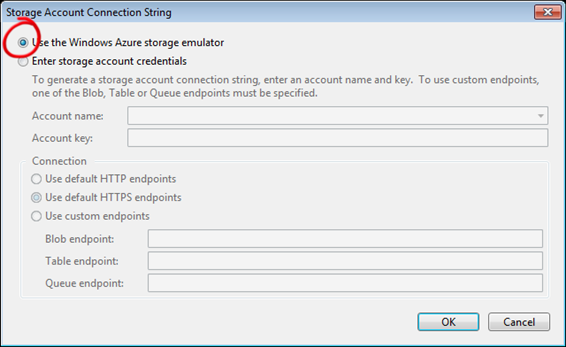 Storage Account Connection String
Use the Windows Azure storage emulator
Enter storage account credentials
To generate a storage account connection string, enter an account name and key. To use custom endpoints,
one of the Blob, Table or Queue endpoints must be specified.
Account name:
Account key:
Connection
Use default HTTP endpoints
Use default HTTPS endpoints
Use custom endpoints
Blob endpoint:
Table endpoint:
Queue endpoint:
OK Cancel